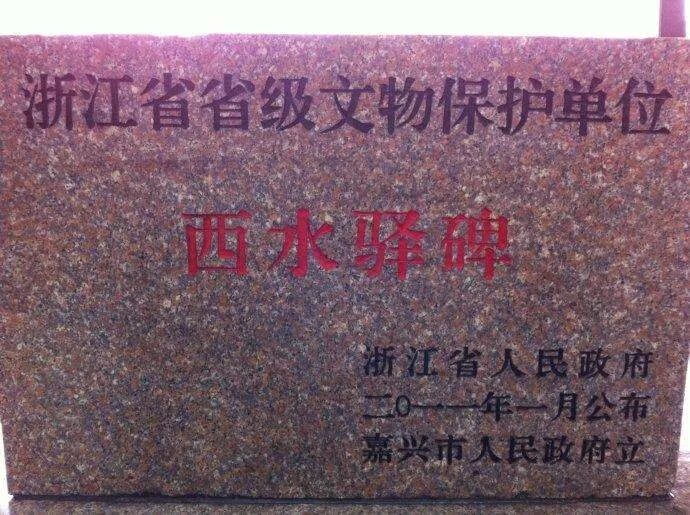 浙江省省级文物保护单位
西水驿碑
浙江省人民政府
二0一一年一月公布
嘉兴市人民政府立